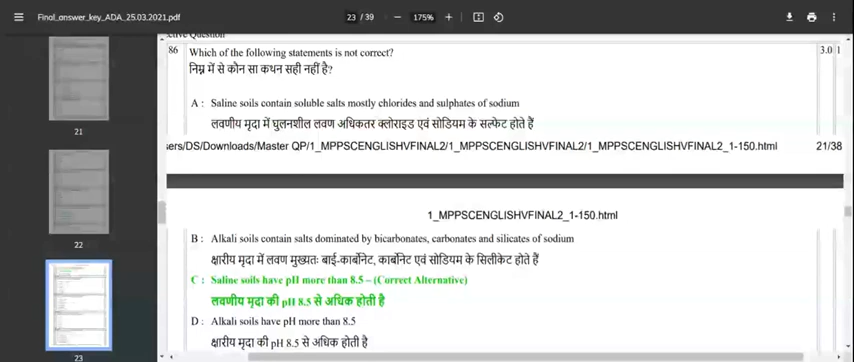 Final_answer_key_ADA_25.03.2021.pdf
23 / 39
175%
86 Which of the following statements is not correct? 3.0 1
निम्न में से कौन सा कथन सही नहीं है?
A : Saline soils contain soluble salts mostly chlorides and sulphates of sodium
लवणीय मृदा में घुलनशील लवण अधिकतर क्लोराइड एवं सोडियम के सल्फेट होते हैं
sers/DS/Downloads/Master QP/1_MPPSCENGLISHVFINAL2/1_MPPSCENGLISHVFINAL2/1_MPPSCENGLISHVFINAL2_1-150.html 21/38
1_MPPSCENGLISHVFINAL2_1-150.html
B : Alkali soils contain salts dominated by bicarbonates, carbonates and silicates of sodium
क्षारीय मृदा में लवण मुख्यतः बाई-कार्बोनेट, कार्बोनेट एवं सोडियम के सिलीकेट होते हैं
C : Saline soils have pH more than 8.5 – (Correct Alternative)
लवणीय मृदा की pH 8.5 से अधिक होती है
D : Alkali soils have pH more than 8.5
क्षारीय मृदा की pH 8.5 से अधिक होती है
21
22
23